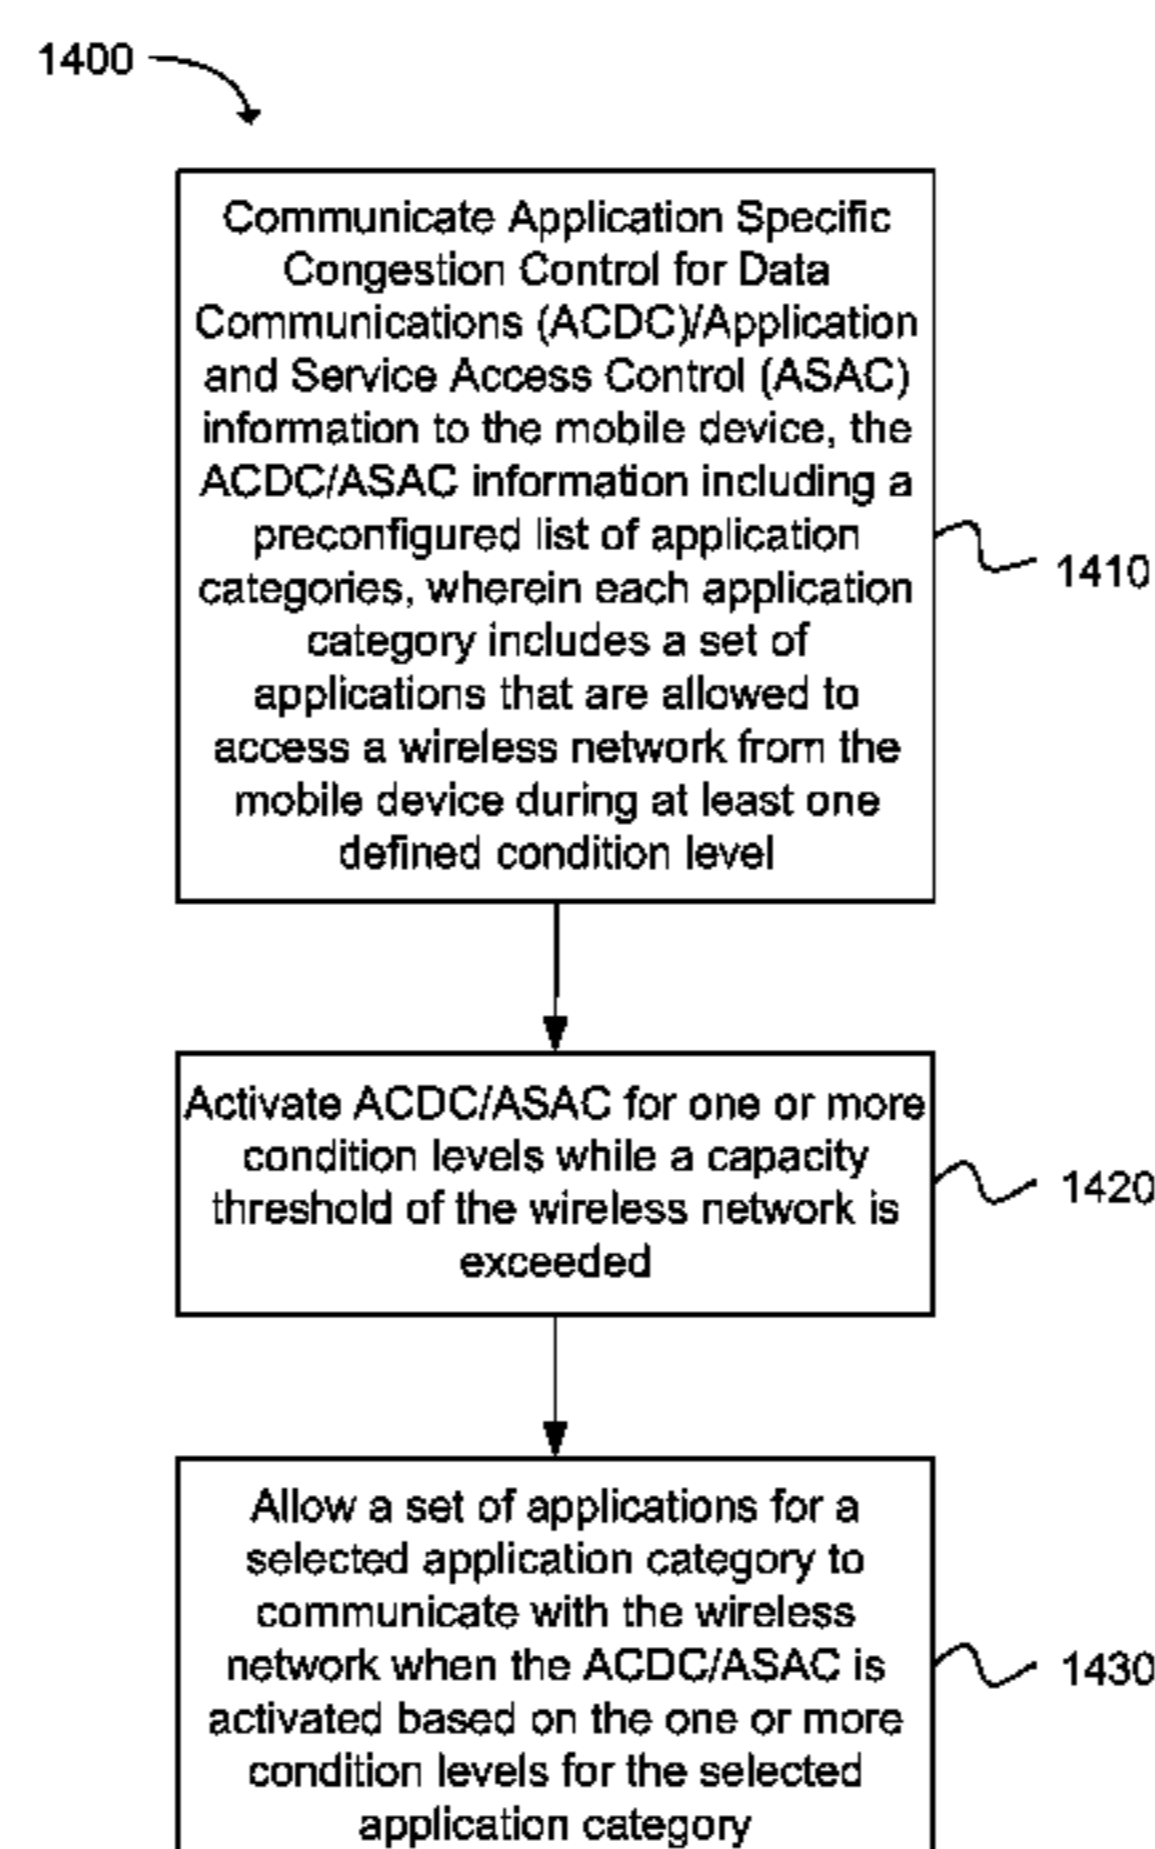 1400
Communicate Application Specific
Congestion Control for Data
Communications (ACDC)/Application
and Service Access Control (ASAC)
information to the mobile device, the
ACDC/ASAC information including a
preconfigured list of application
categories, wherein each application
category includes a set of
applications that are allowed to
access a wireless network from the
mobile device during at least one
defined condition level
1410
Activate ACDC/ASAC for one or more
condition levels while a capacity
threshold of the wireless network is
exceeded
1420
Allow a set of applications for a
selected application category to
communicate with the wireless
network when the ACDC/ASAC is
activated based on the one or more
condition levels for the selected
application category
1430